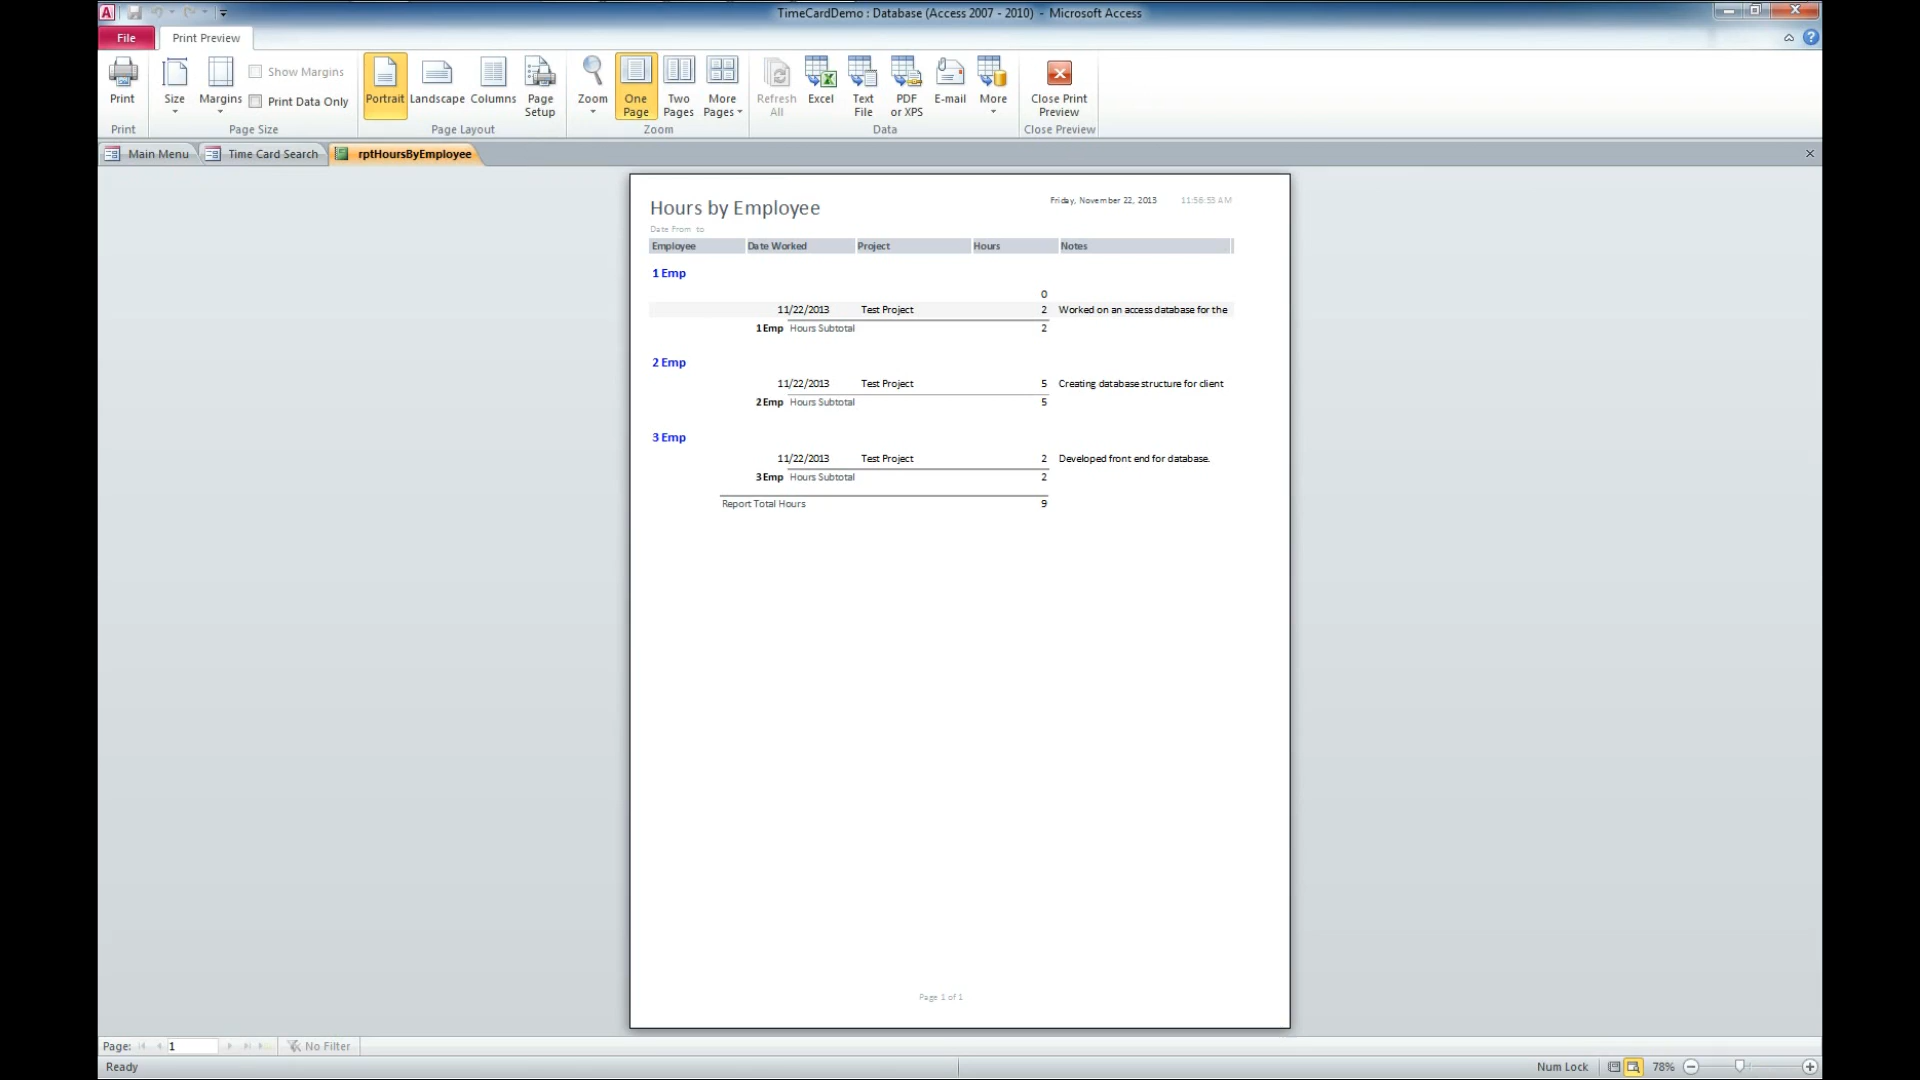 TimeCardDemo : Database (Access 2007 - 2010) - Microsoft Access
File Print Preview
Print Size Margins Show Margins Print Data Only Portrait Landscape Columns Page Setup Zoom One Page Two Pages More Pages Refresh All Excel Text File PDF or XPS E-mail More Close Print Preview
Print Page Size Page Layout Zoom Data Close Preview
Main Menu Time Card Search rptHoursByEmployee
Hours by Employee Friday, November 22, 2013 11:56:53 AM
Date From to
Employee Date Worked Project Hours Notes
1 Emp
0
11/22/2013 Test Project 2 Worked on an access database for the
1 Emp Hours Subtotal 2
2 Emp
11/22/2013 Test Project 5 Creating database structure for client
2 Emp Hours Subtotal 5
3 Emp
11/22/2013 Test Project 2 Developed front end for database.
3 Emp Hours Subtotal 2
Report Total Hours 9
Page 1 of 1
Page: 1 No Filter
Ready Num Lock 78%